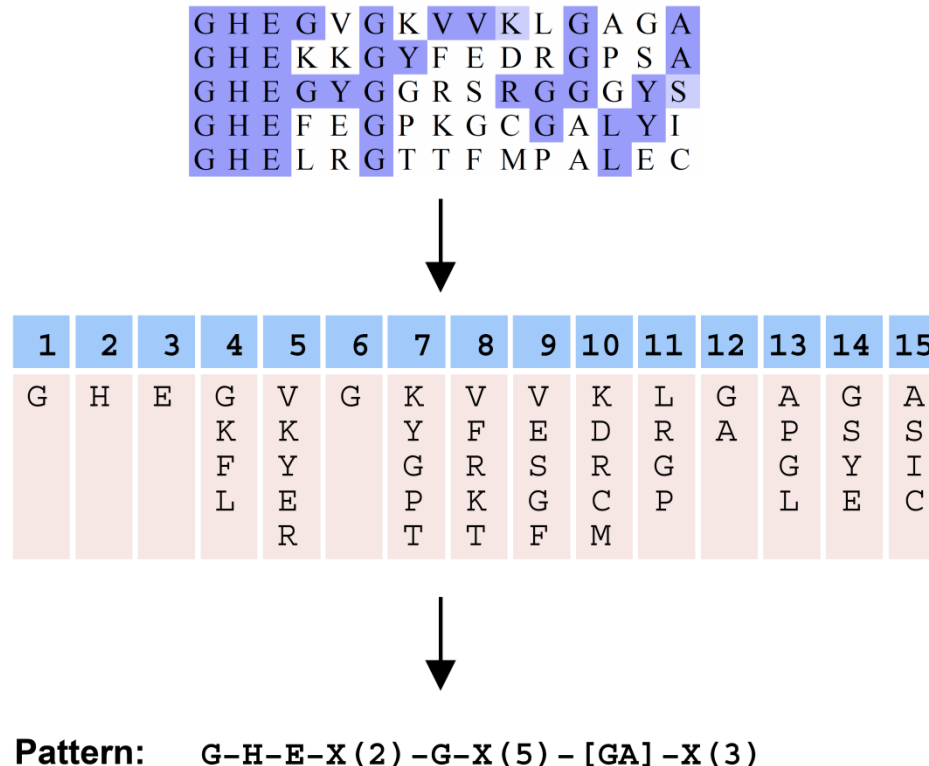 G H E G V G K V V K L G A G A
G H E K K G Y F E D R G P S A
G H E G Y G G R S R G G G Y S
G H E F E G P K G C G A L Y I
G H E L R G T T F M P A L E C
1 2 3 4 5 6 7 8 9 10 11 12 13 14 15
G H E G V G K V V K L G A G A
K K Y F E D R A P S S
F Y G R S R G G Y I
L E P K G C P L E C
R T T F M
Pattern: G-H-E-X(2)-G-X(5)-[GA]-X(3)